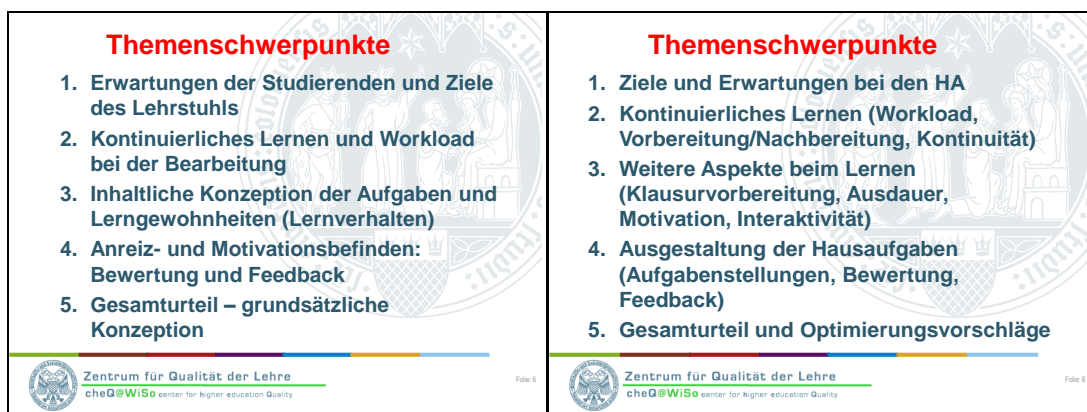 Themenschwerpunkte
1. Erwartungen der Studierenden und Ziele
des Lehrstuhls
2. Kontinuierliches Lernen und Workload
bei der Bearbeitung
3. Inhaltliche Konzeption der Aufgaben und
Lerngewohnheiten (Lernverhalten)
4. Anreiz- und Motivationsbefinden:
Bewertung und Feedback
5. Gesamturteil – grundsätzliche
Konzeption
Zentrum für Qualität der Lehre
cheQ@WiSo center for higher education Quality
Folie: 6
Themenschwerpunkte
1. Ziele und Erwartungen bei den HA
2. Kontinuierliches Lernen (Workload,
Vorbereitung/Nachbereitung, Kontinuität)
3. Weitere Aspekte beim Lernen
(Klausurvorbereitung, Ausdauer,
Motivation, Interaktivität)
4. Ausgestaltung der Hausaufgaben
(Aufgabenstellungen, Bewertung,
Feedback)
5. Gesamturteil und Optimierungsvorschläge
Zentrum für Qualität der Lehre
cheQ@WiSo center for higher education Quality
Folie: 6